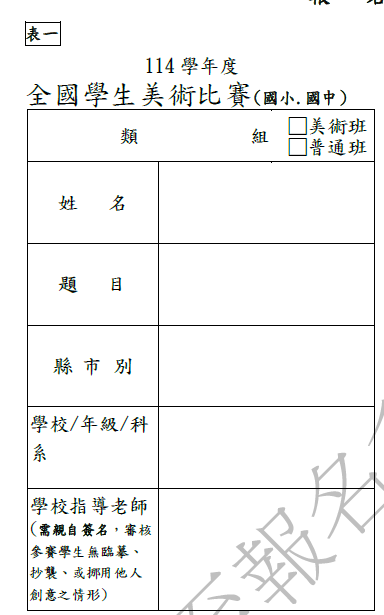 表一
114 學年度
全國學生美術比賽(國小.國中)
類 組 □美術班
□普通班
姓 名
題 目
縣 市 別
學校/年級/科
系
學校指導老師
(需親自簽名，審核
參賽學生無臨摹、
抄襲、或挪用他人
創意之情形)
報名